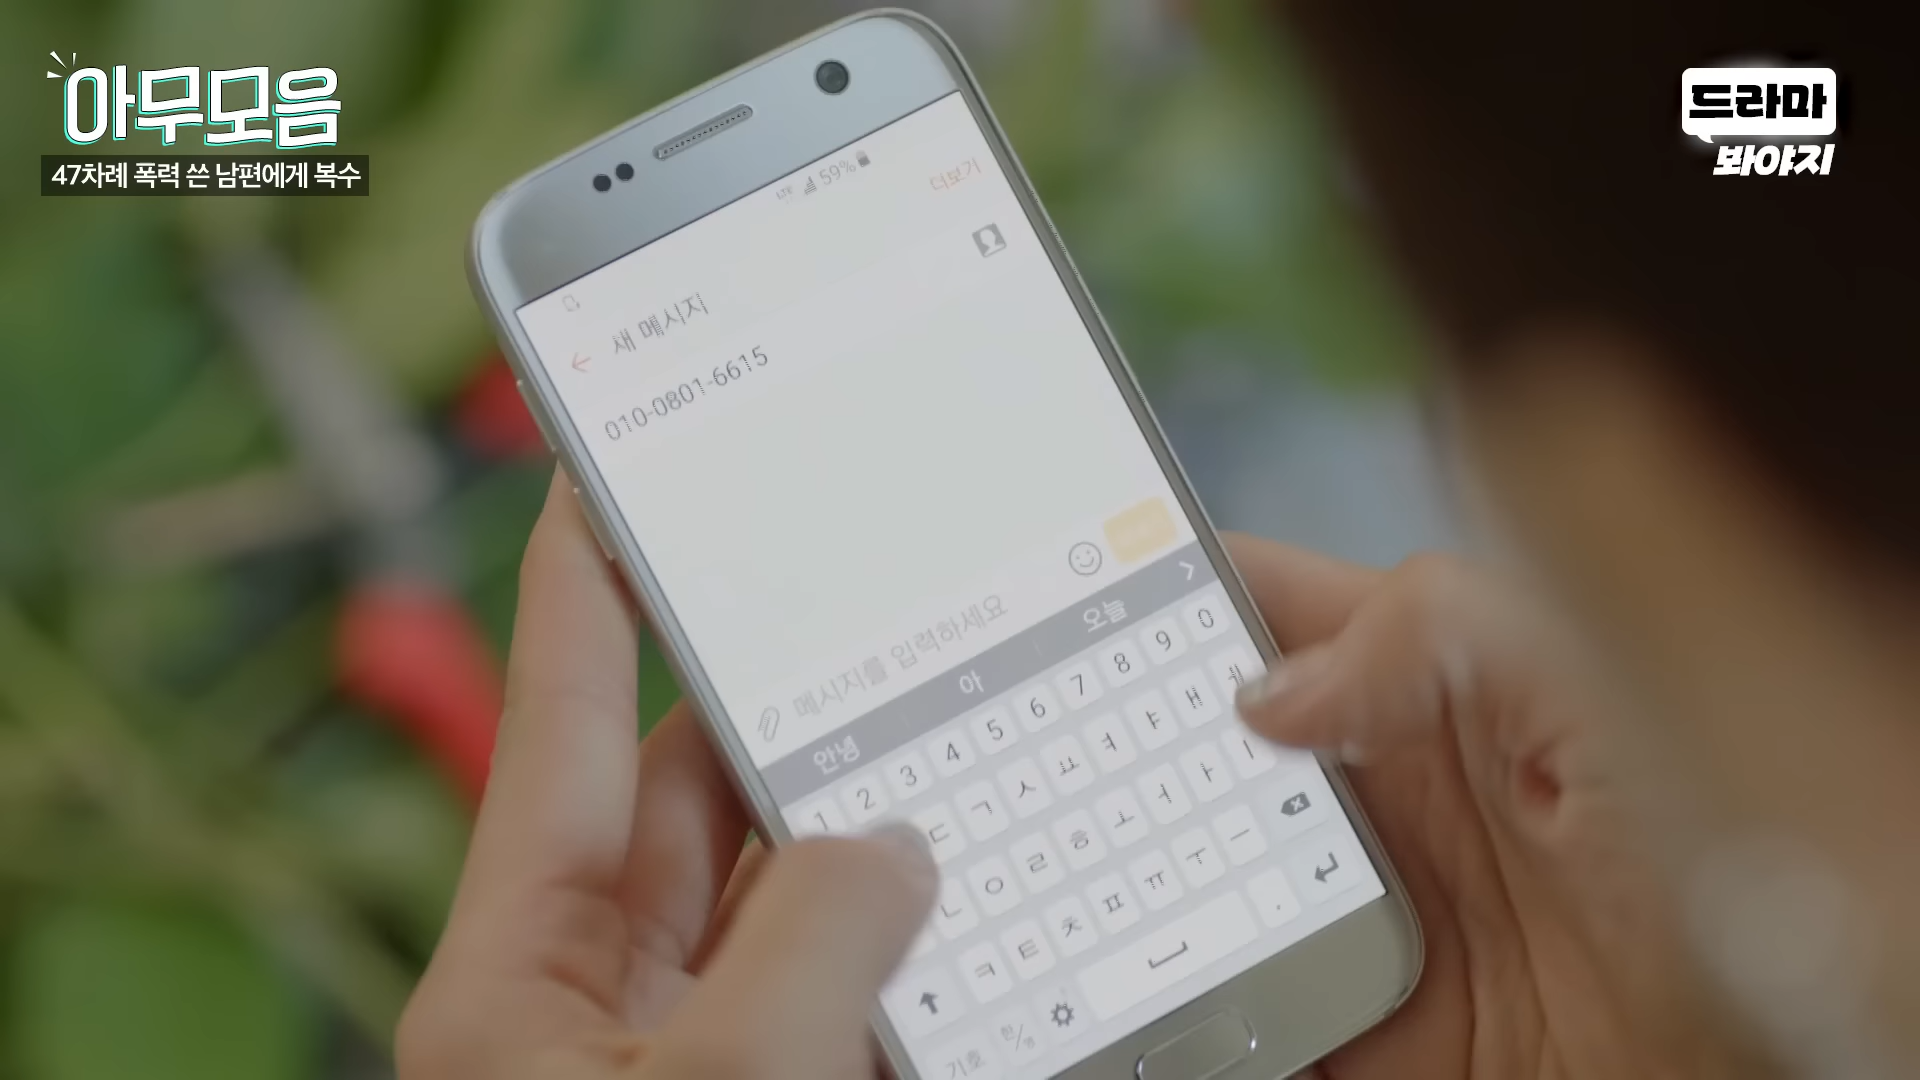 아무모음
47차례 폭력 쓴 남편에게 복수
드라마
봐야지
LTE 59%
더보기
새 메시지
010-0801-6615
메시지를 입력하세요
안녕 아 오늘
1 2 3 4 5 6 7 8 9 0
ㄷ ㄱ ㅅ ㅛ ㅕ ㅑ ㅐ ㅔ
ㄴ ㅇ ㄹ ㅎ ㅗ ㅓ ㅏ ㅣ
ㅋ ㅌ ㅊ ㅍ ㅠ ㅜ ㅡ
기호 한/영 .